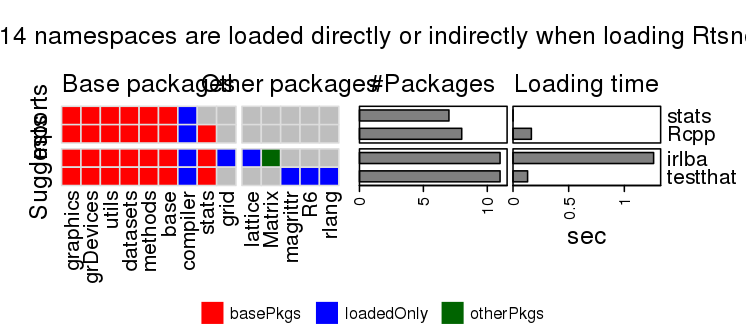 14 namespaces are loaded directly or indirectly when loading Rtsne
Base packages Other packages #Packages Loading time
Imports
Suggests
stats
Rcpp
irlba
testthat
graphics
grDevices
utils
datasets
methods
base
compiler
stats
grid
lattice
Matrix
magrittr
R6
rlang
0 5 10
0 0.5 1
sec
basePkgs loadedOnly otherPkgs